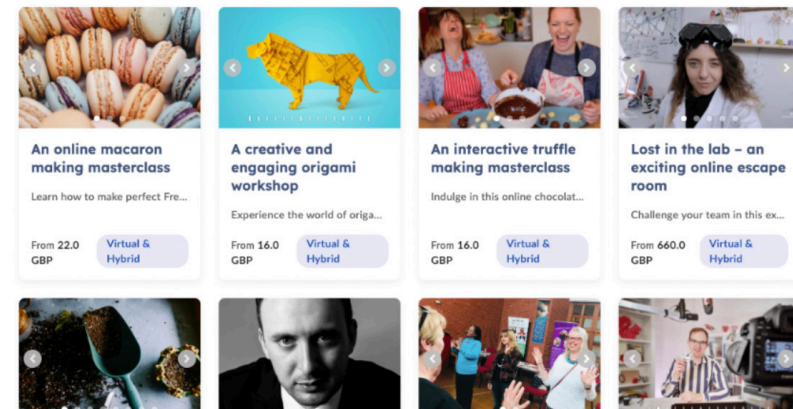 An online macaron
making masterclass
Learn how to make perfect Fre...
From 22.0
GBP
Virtual &
Hybrid
A creative and
engaging origami
workshop
Experience the world of origa...
From 16.0
GBP
Virtual &
Hybrid
An interactive truffle
making masterclass
Indulge in this online chocolat...
From 16.0
GBP
Virtual &
Hybrid
Lost in the lab – an
exciting online escape
room
Challenge your team in this ex...
From 660.0
GBP
Virtual &
Hybrid